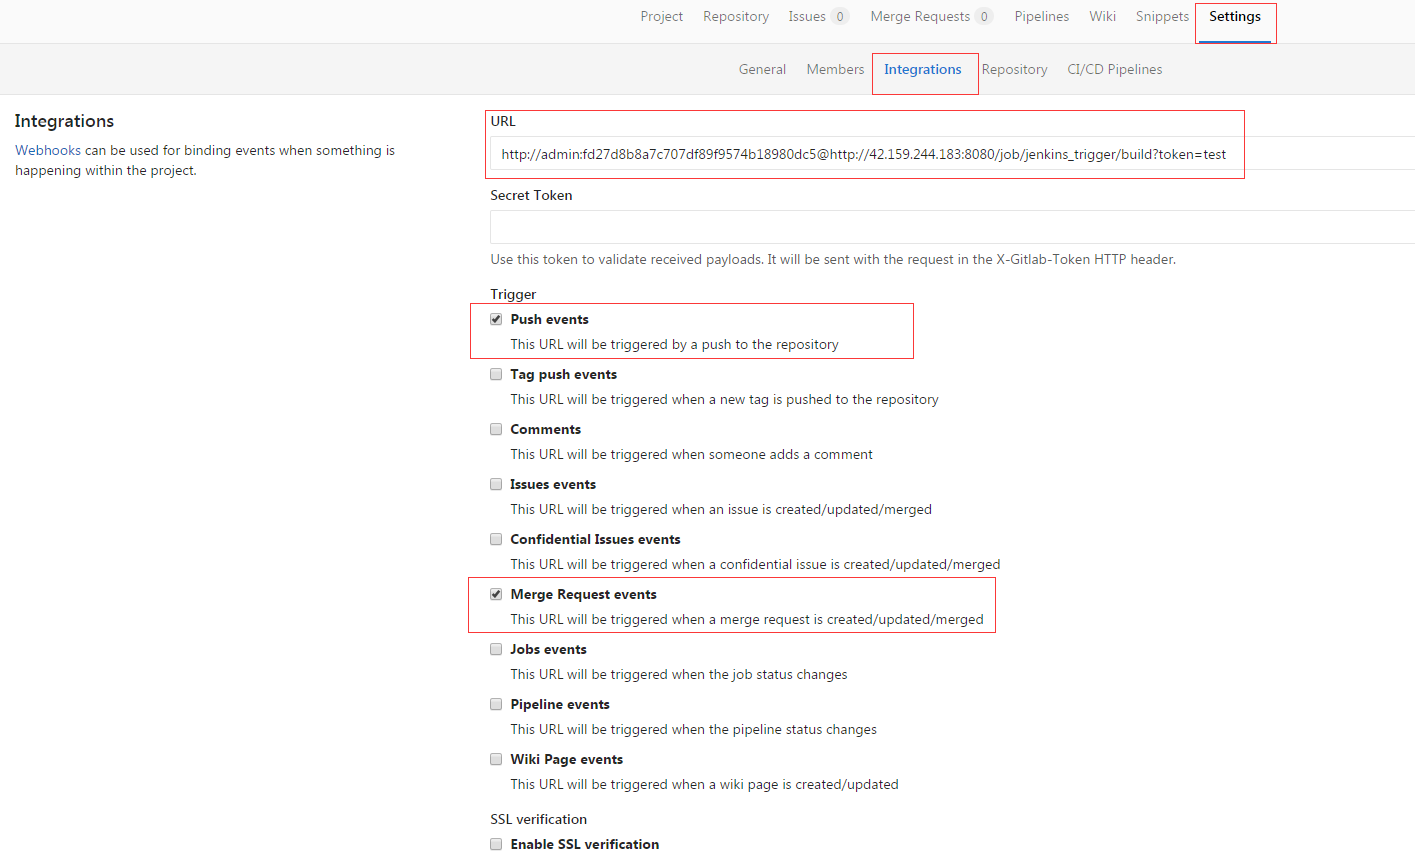 Project Repository Issues 0 Merge Requests 0 Pipelines Wiki Snippets Settings
General Members Integrations Repository CI/CD Pipelines
Integrations
Webhooks can be used for binding events when something is
happening within the project.
URL
http://admin:fd27d8b8a7c707df89f9574b18980dc5@http://42.159.244.183:8080/job/jenkins_trigger/build?token=test
Secret Token
Use this token to validate received payloads. It will be sent with the request in the X-Gitlab-Token HTTP header.
Trigger
Push events
This URL will be triggered by a push to the repository
Tag push events
This URL will be triggered when a new tag is pushed to the repository
Comments
This URL will be triggered when someone adds a comment
Issues events
This URL will be triggered when an issue is created/updated/merged
Confidential Issues events
This URL will be triggered when a confidential issue is created/updated/merged
Merge Request events
This URL will be triggered when a merge request is created/updated/merged
Jobs events
This URL will be triggered when the job status changes
Pipeline events
This URL will be triggered when the pipeline status changes
Wiki Page events
This URL will be triggered when a wiki page is created/updated
SSL verification
Enable SSL verification